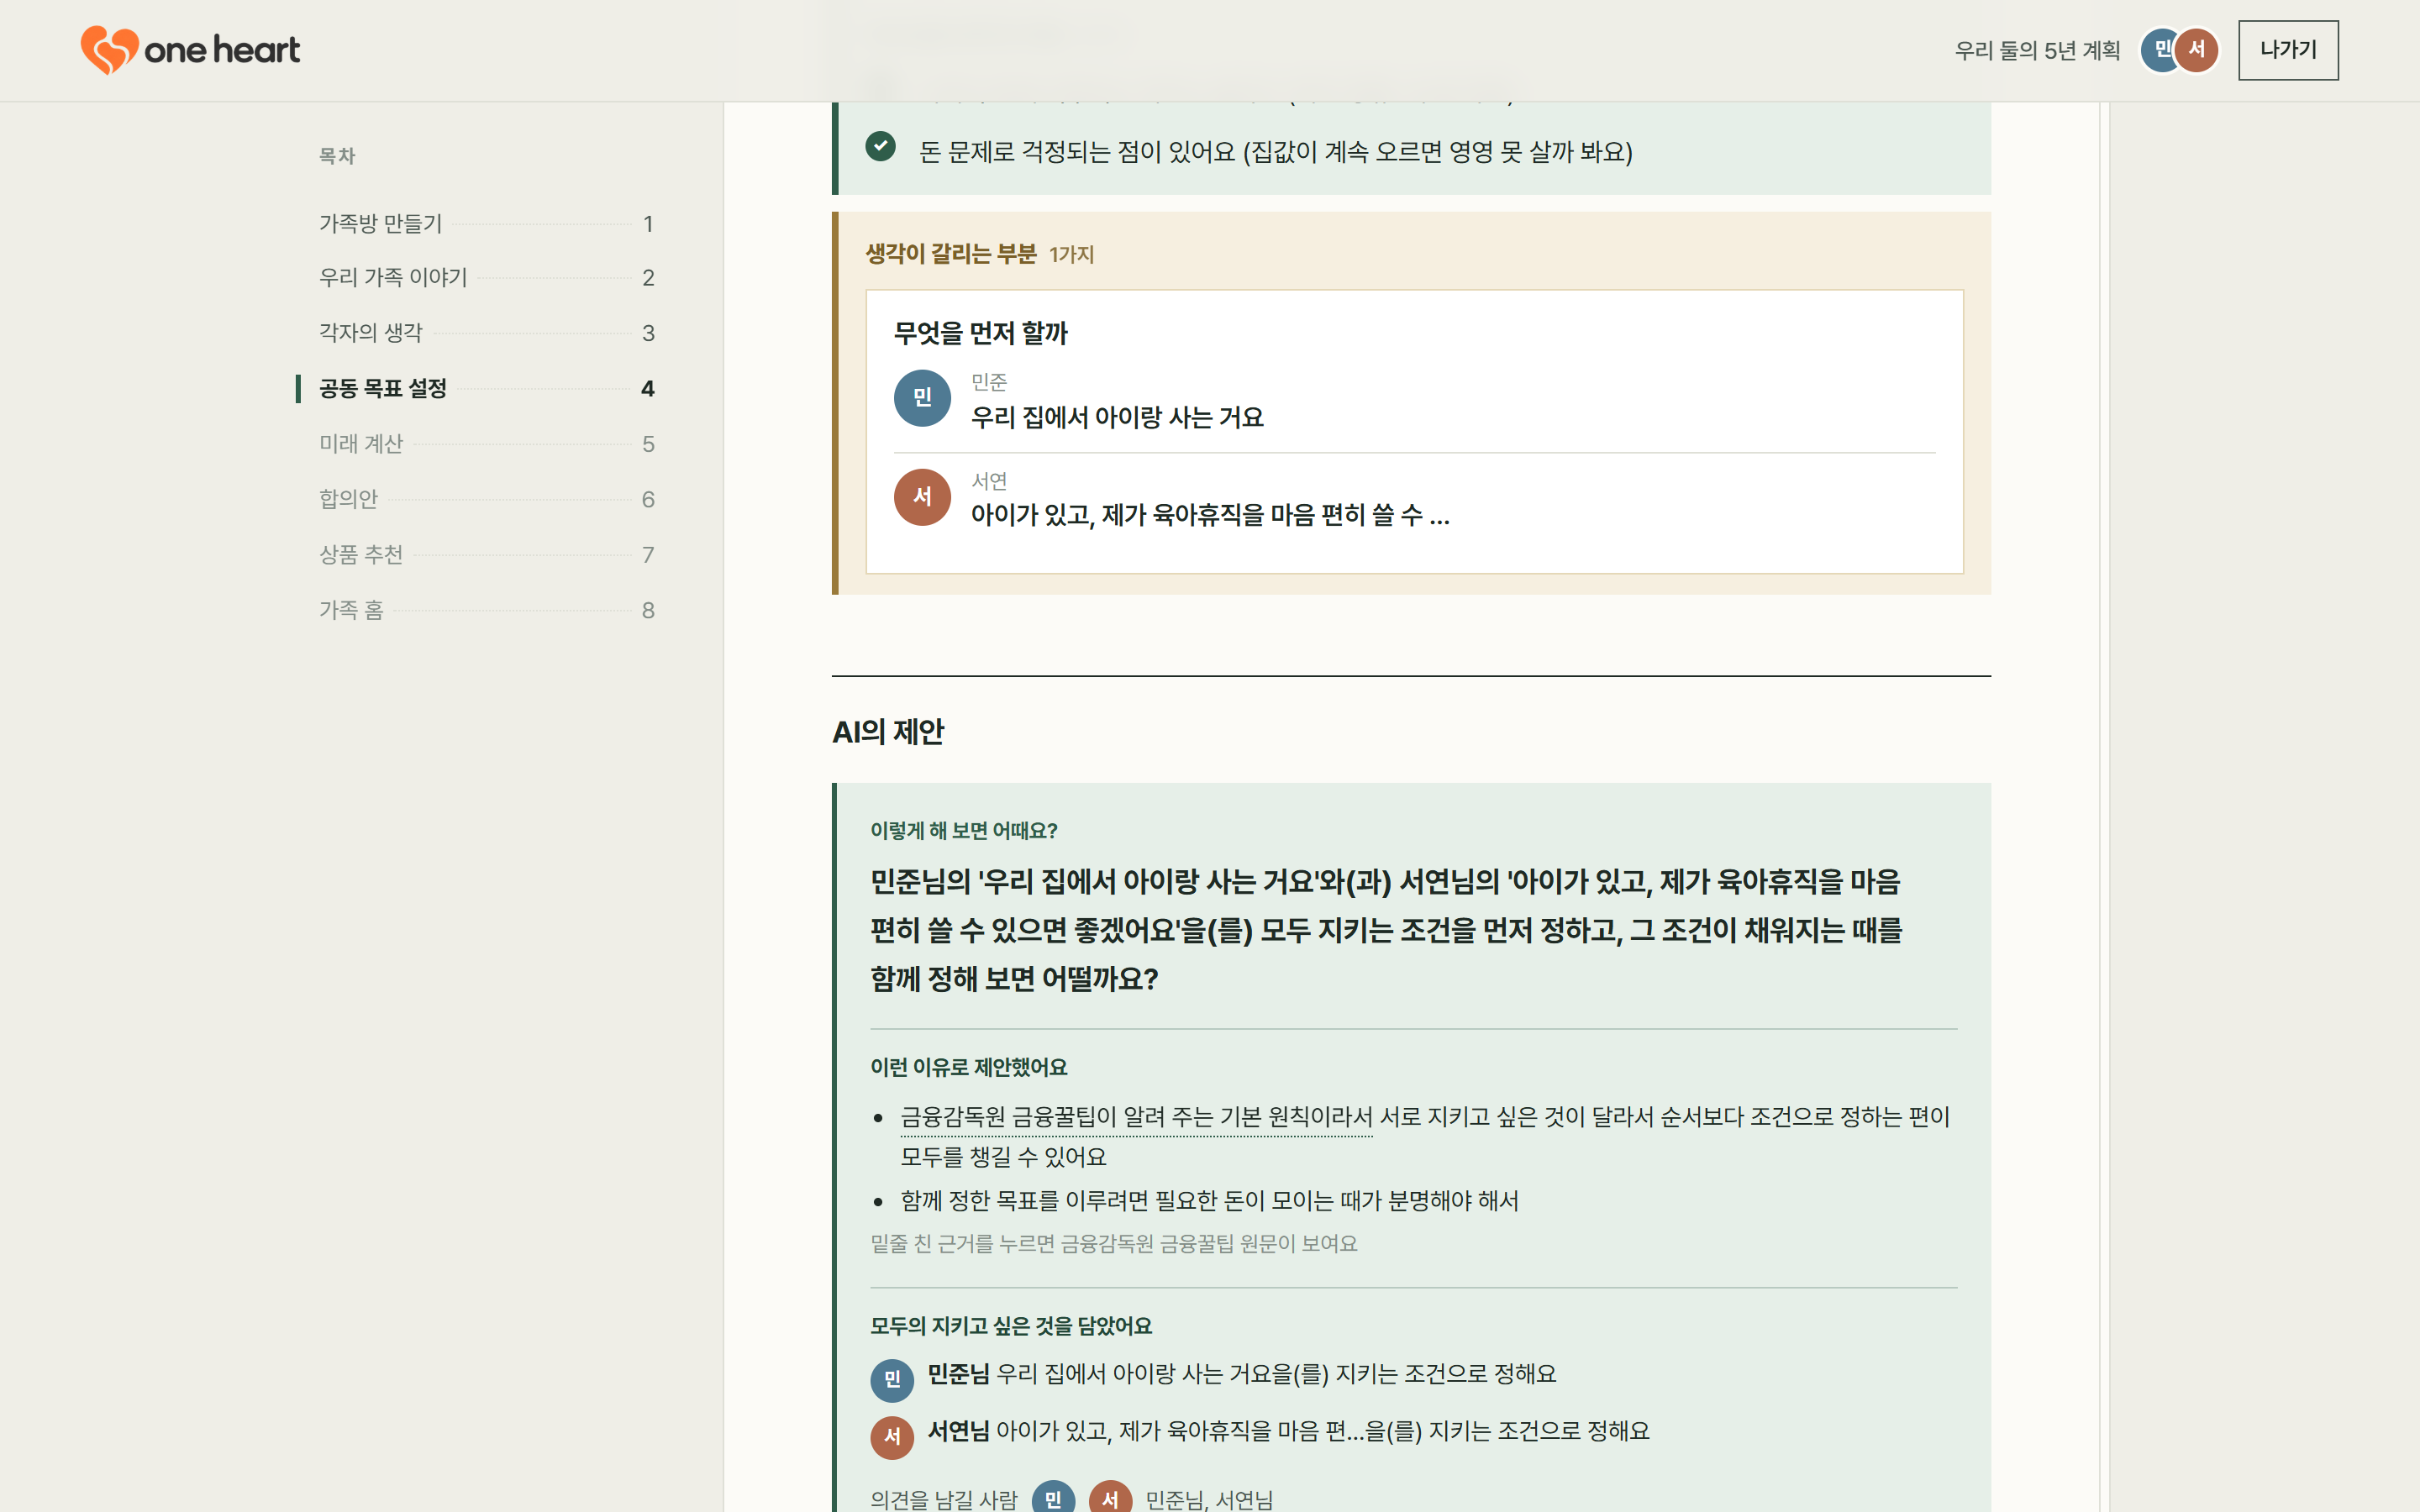 one heart
우리 둘의 5년 계획
민
서
나가기
목차
가족방 만들기 1
우리 가족 이야기 2
각자의 생각 3
공동 목표 설정 4
미래 계산 5
합의안 6
상품 추천 7
가족 홈 8
돈 문제로 걱정되는 점이 있어요 (집값이 계속 오르면 영영 못 살까 봐요)
생각이 갈리는 부분 1가지
무엇을 먼저 할까
민
민준
우리 집에서 아이랑 사는 거요
서
서연
아이가 있고, 제가 육아휴직을 마음 편히 쓸 수 ...
AI의 제안
이렇게 해 보면 어때요?
민준님의 '우리 집에서 아이랑 사는 거요'와(과) 서연님의 '아이가 있고, 제가 육아휴직을 마음
편히 쓸 수 있으면 좋겠어요'을(를) 모두 지키는 조건을 먼저 정하고, 그 조건이 채워지는 때를
함께 정해 보면 어떨까요?
이런 이유로 제안했어요
• 금융감독원 금융꿀팁이 알려 주는 기본 원칙이라서 서로 지키고 싶은 것이 달라서 순서보다 조건으로 정하는 편이
모두를 챙길 수 있어요
• 함께 정한 목표를 이루려면 필요한 돈이 모이는 때가 분명해야 해서
밑줄 친 근거를 누르면 금융감독원 금융꿀팁 원문이 보여요
모두의 지키고 싶은 것을 담았어요
민 민준님 우리 집에서 아이랑 사는 거요을(를) 지키는 조건으로 정해요
서 서연님 아이가 있고, 제가 육아휴직을 마음 편...을(를) 지키는 조건으로 정해요
의견을 남길 사람 민 서 민준님, 서연님